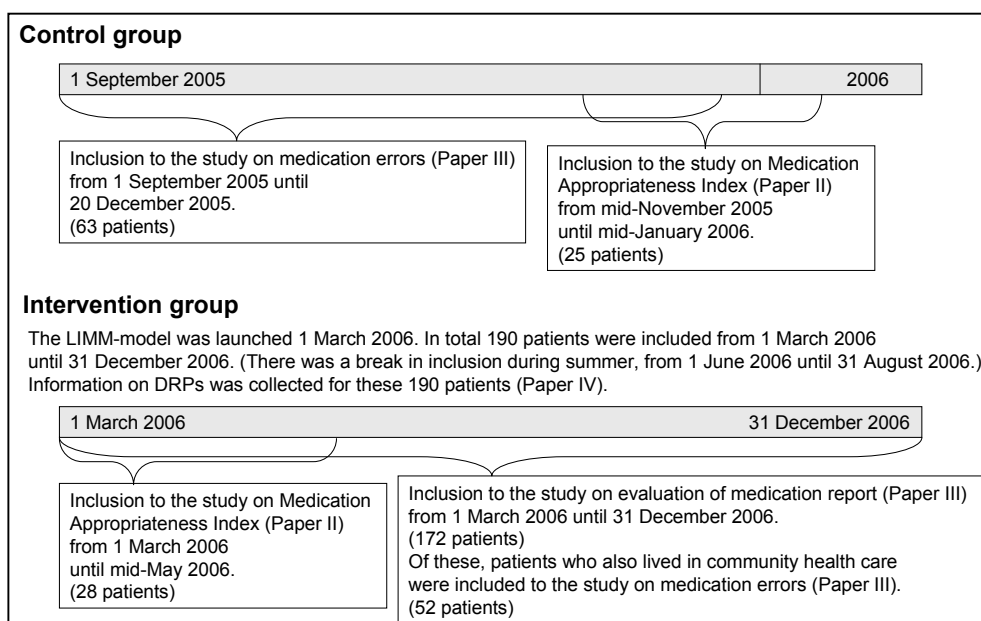 Control group
1 September 2005
2006
Inclusion to the study on medication errors (Paper III)
from 1 September 2005 until
20 December 2005.
(63 patients)
Inclusion to the study on Medication
Appropriateness Index (Paper II)
from mid-November 2005
until mid-January 2006.
(25 patients)
Intervention group
The LIMM-model was launched 1 March 2006. In total 190 patients were included from 1 March 2006
until 31 December 2006. (There was a break in inclusion during summer, from 1 June 2006 until 31 August 2006.)
Information on DRPs was collected for these 190 patients (Paper IV).
1 March 2006
31 December 2006
Inclusion to the study on Medication
Appropriateness Index (Paper II)
from 1 March 2006
until mid-May 2006.
(28 patients)
Inclusion to the study on evaluation of medication report (Paper III)
from 1 March 2006 until 31 December 2006.
(172 patients)
Of these, patients who also lived in community health care
were included to the study on medication errors (Paper III).
(52 patients)